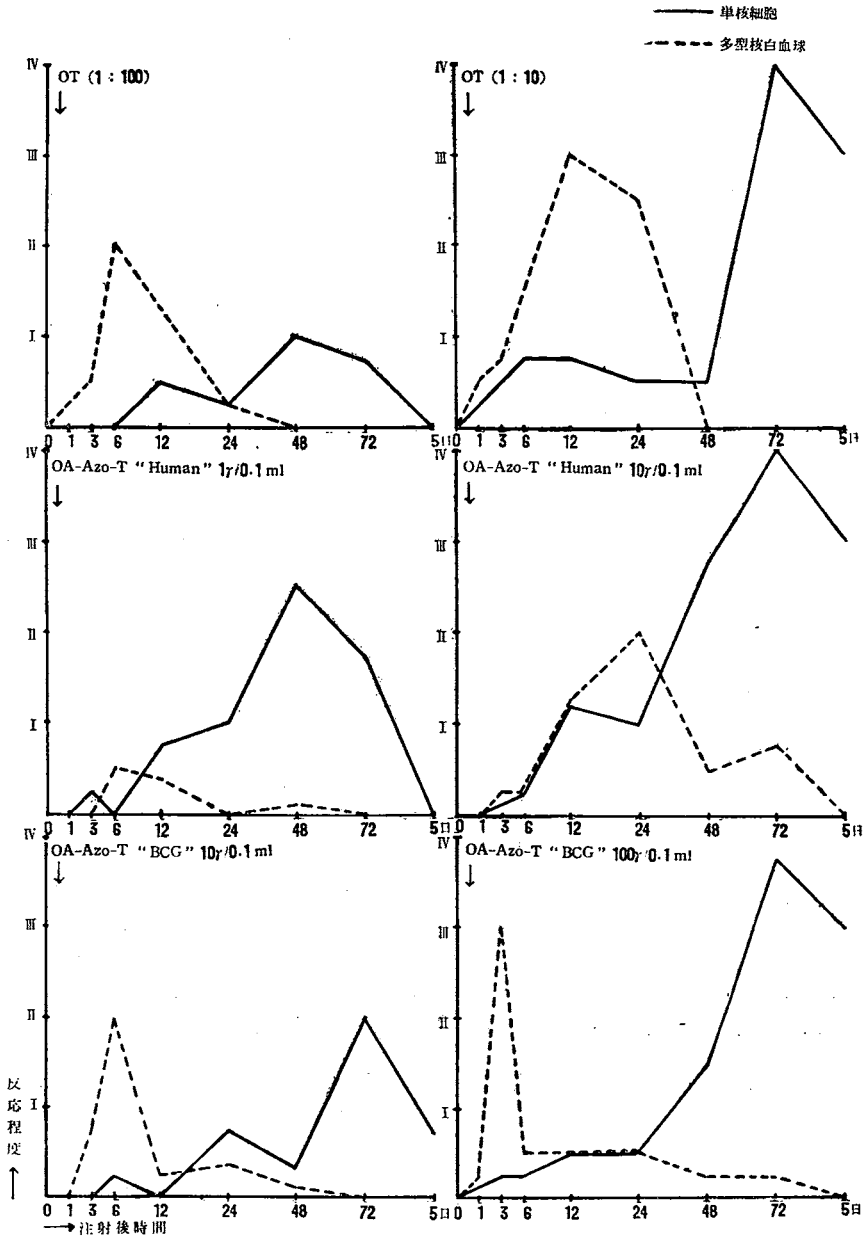 単核細胞
多型核白血球
OT (1 : 100)
↓
IV
III
II
I
0 1 3 6 12 24 48 72 5日
OT (1 : 10)
↓
IV
III
II
I
0 1 3 6 12 24 48 72 5日
OA-Azo-T “Human” 1γ/0.1 ml
↓
IV
III
II
I
0 1 3 6 12 24 48 72 5日
OA-Azo-T “Human” 10γ/0.1 ml
↓
IV
III
II
I
0 1 3 6 12 24 48 72 5日
OA-Azo-T “BCG” 10γ/0.1 ml
↓
IV
III
II
I
0 1 3 6 12 24 48 72 5日
OA-Azo-T “BCG” 100γ/0.1 ml
↓
IV
III
II
I
0 1 3 6 12 24 48 72 5日
反応程度
→ 注射後時間